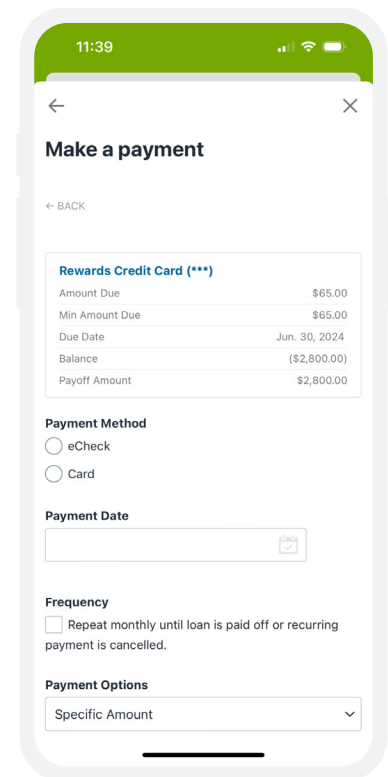 11:39
Make a payment
← BACK
Rewards Credit Card (***)
Amount Due $65.00
Min Amount Due $65.00
Due Date Jun. 30, 2024
Balance ($2,800.00)
Payoff Amount $2,800.00
Payment Method
eCheck
Card
Payment Date
Frequency
Repeat monthly until loan is paid off or recurring
payment is cancelled.
Payment Options
Specific Amount